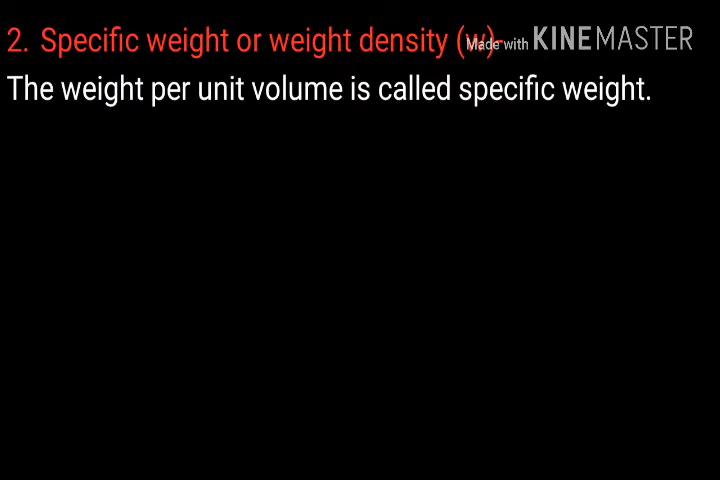 2. Specific weight or weight density (w)-
Made with KINEMASTER
The weight per unit volume is called specific weight.